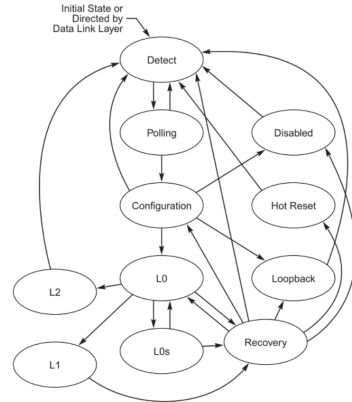 Initial State or
Directed by
Data Link Layer
Detect
Polling
Disabled
Configuration
Hot Reset
L2
L0
Loopback
L1
L0s
Recovery